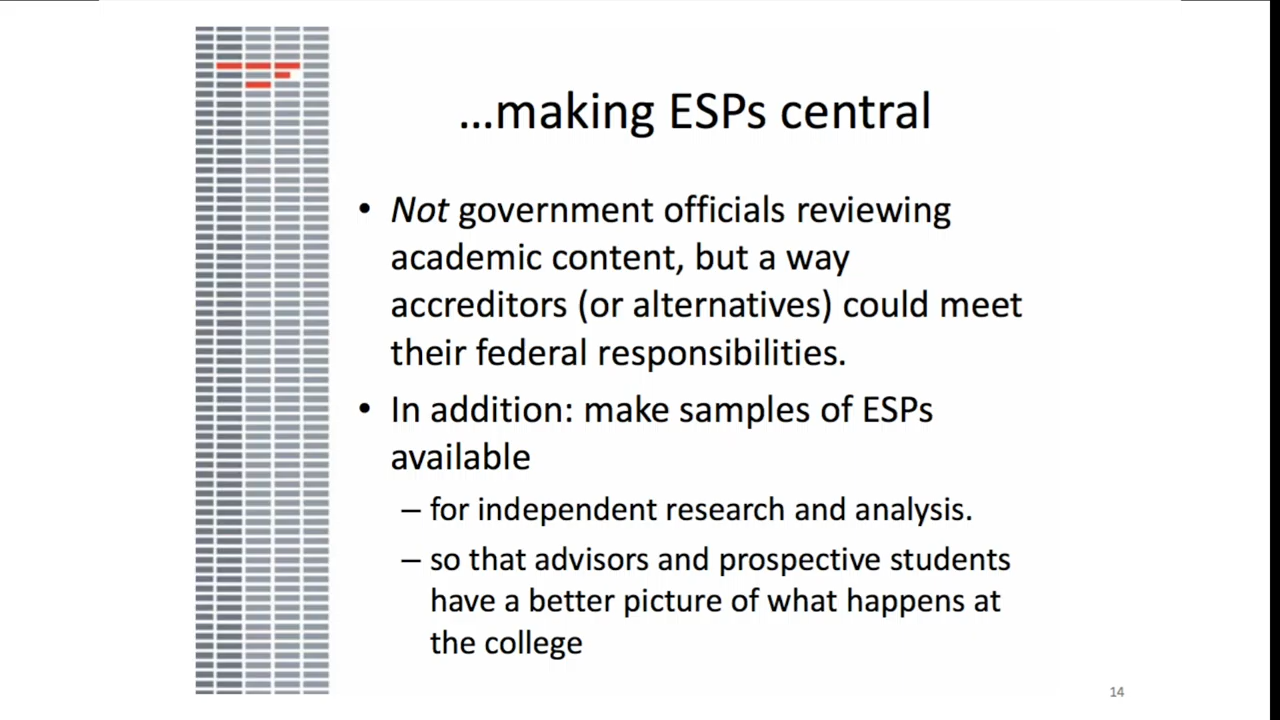 ...making ESPs central
• Not government officials reviewing
academic content, but a way
accreditors (or alternatives) could meet
their federal responsibilities.
• In addition: make samples of ESPs
available
– for independent research and analysis.
– so that advisors and prospective students
have a better picture of what happens at
the college
14